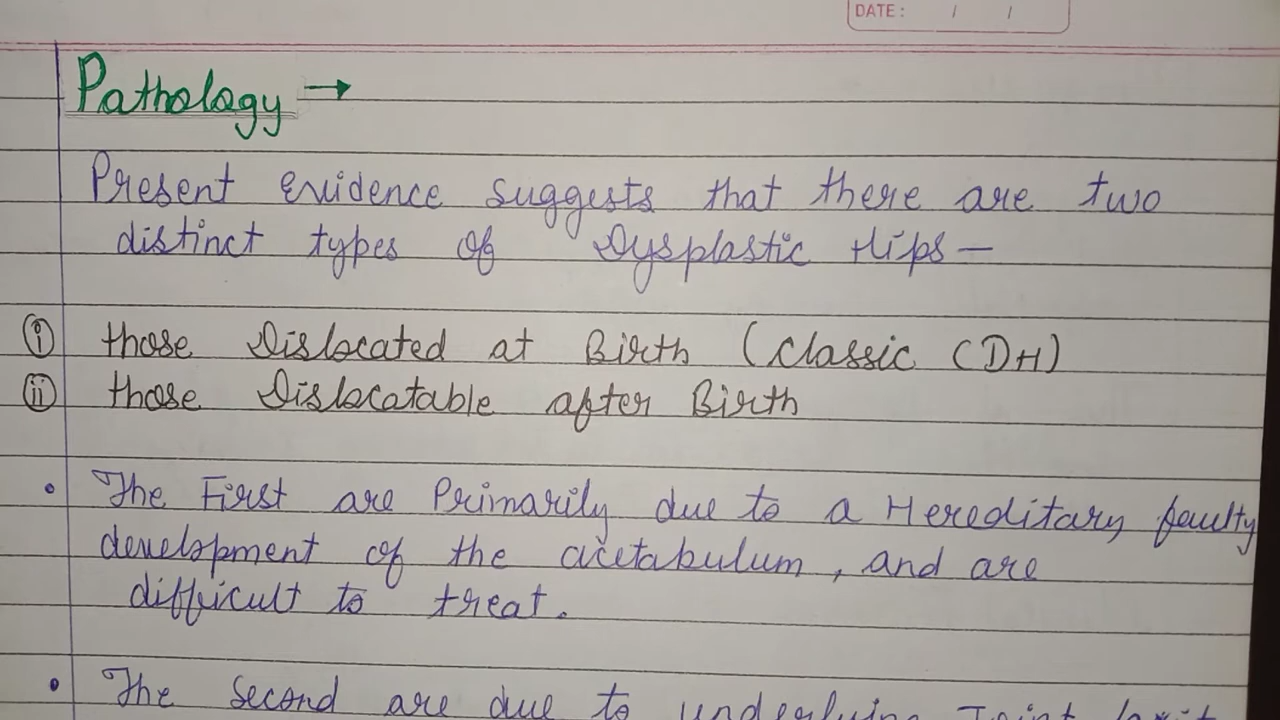 DATE: / /
Pathology →
Present evidence suggests that there are two
distinct types of Dysplastic Hips —
(i) those Dislocated at Birth (Classic CDH)
(ii) those Dislocatable after Birth
• The First are Primarily due to a Hereditary faulty
development of the acetabulum, and are
difficult to treat.
• The Second are due to underlying Joint